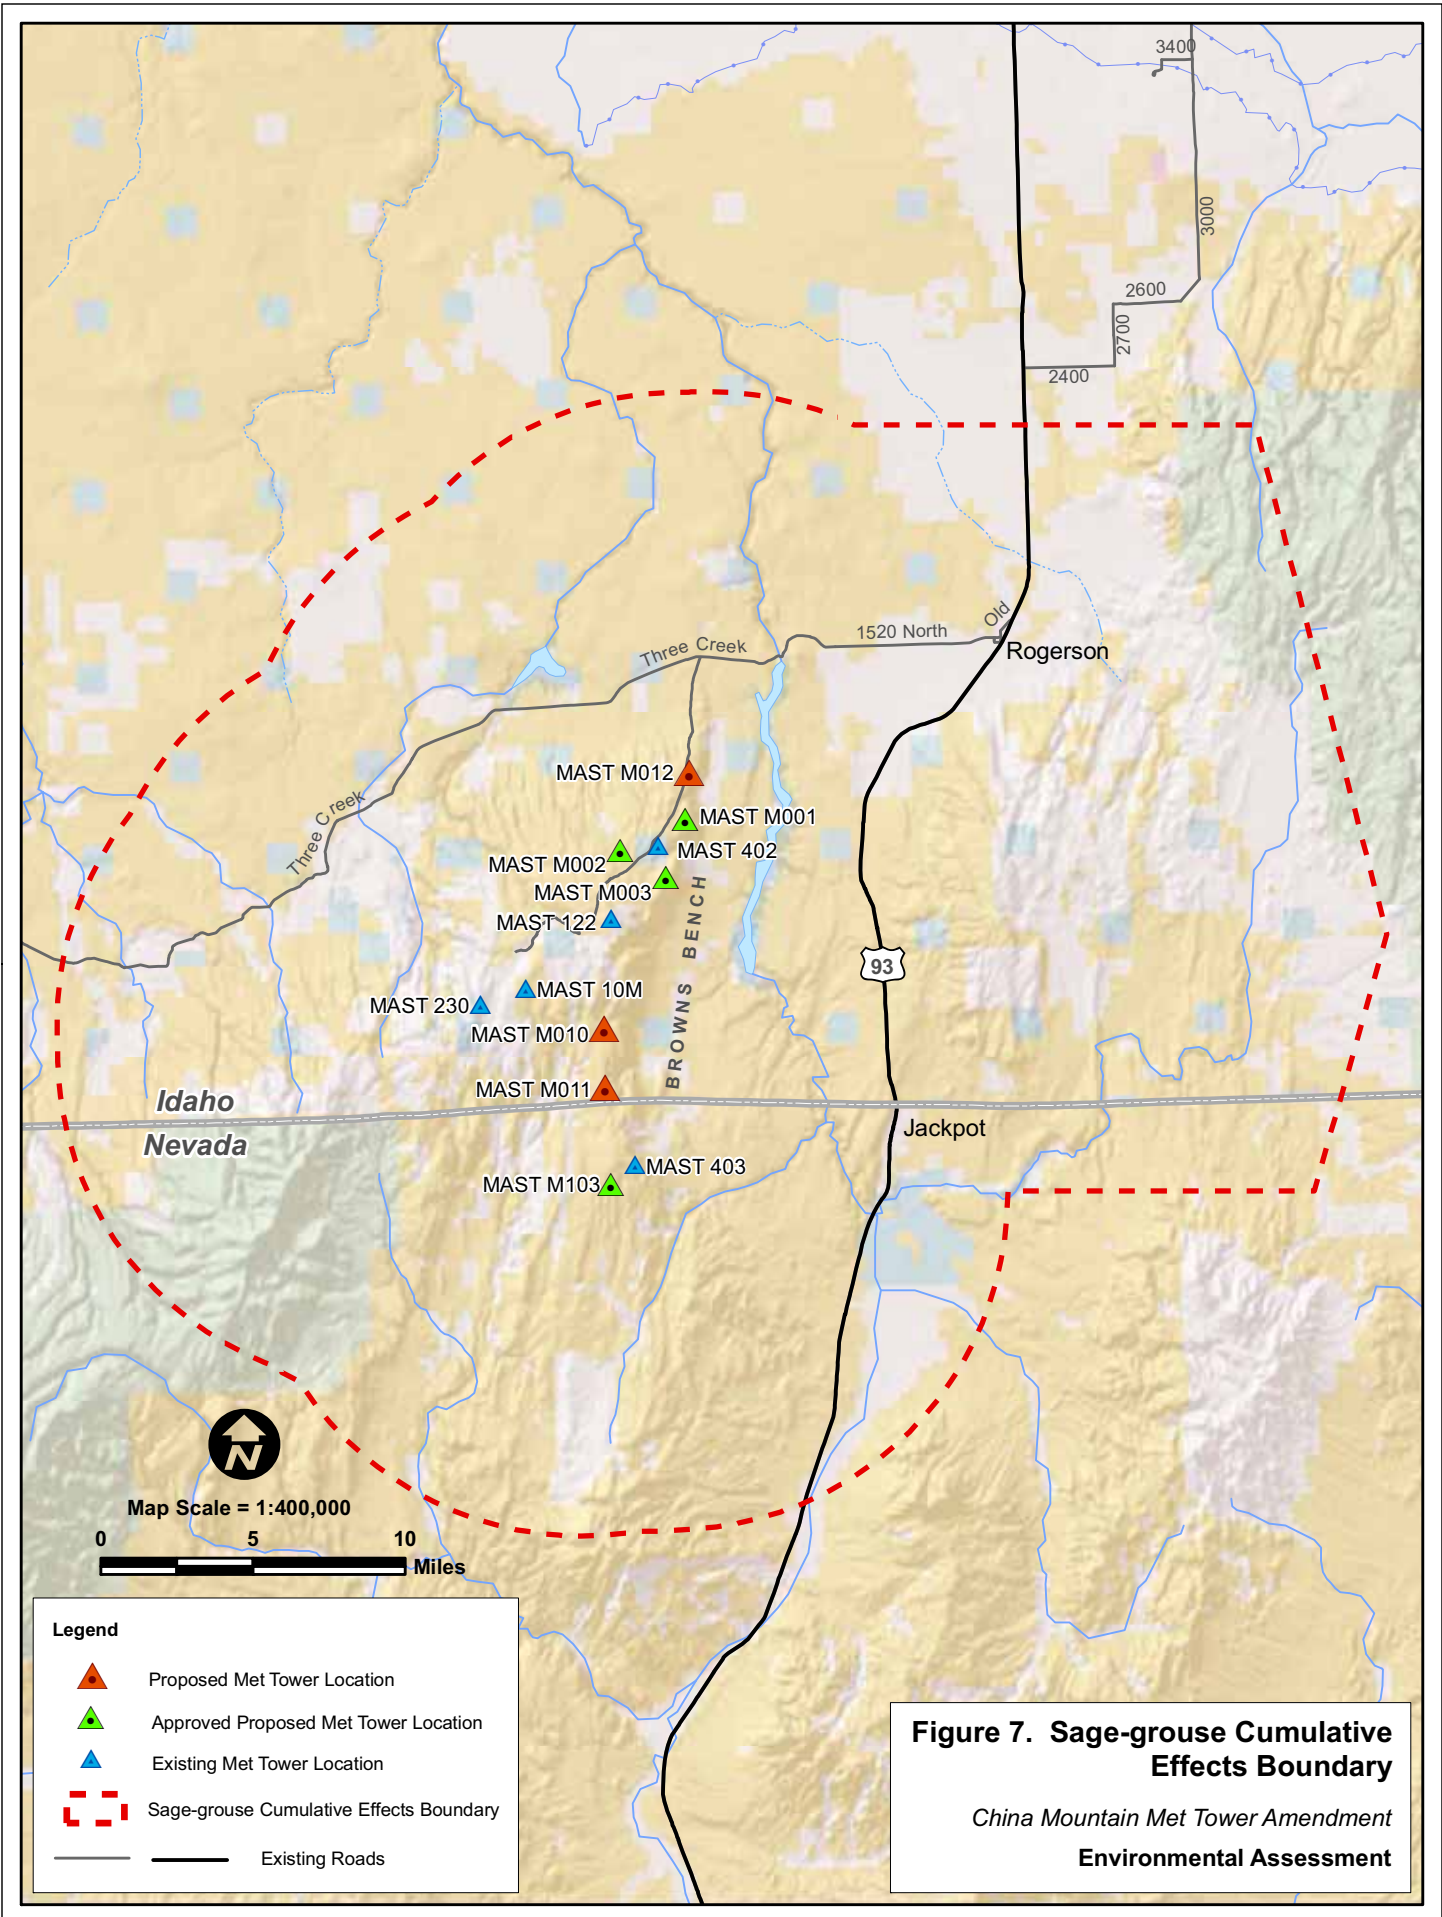 3400
3000
2600
2700
2400
Old
1520 North
Three Creek
Rogerson
MAST M012
Three Creek
MAST M001
MAST 402
MAST M002
MAST M003
MAST 122
BROWNS BENCH
93
MAST 10M
MAST 230
MAST M010
MAST M011
Idaho
Nevada
Jackpot
MAST 403
MAST M103
N
Map Scale = 1:400,000
0 5 10
Miles
Legend
Proposed Met Tower Location
Approved Proposed Met Tower Location
Existing Met Tower Location
Sage-grouse Cumulative Effects Boundary
Existing Roads
Figure 7. Sage-grouse Cumulative
Effects Boundary
China Mountain Met Tower Amendment
Environmental Assessment